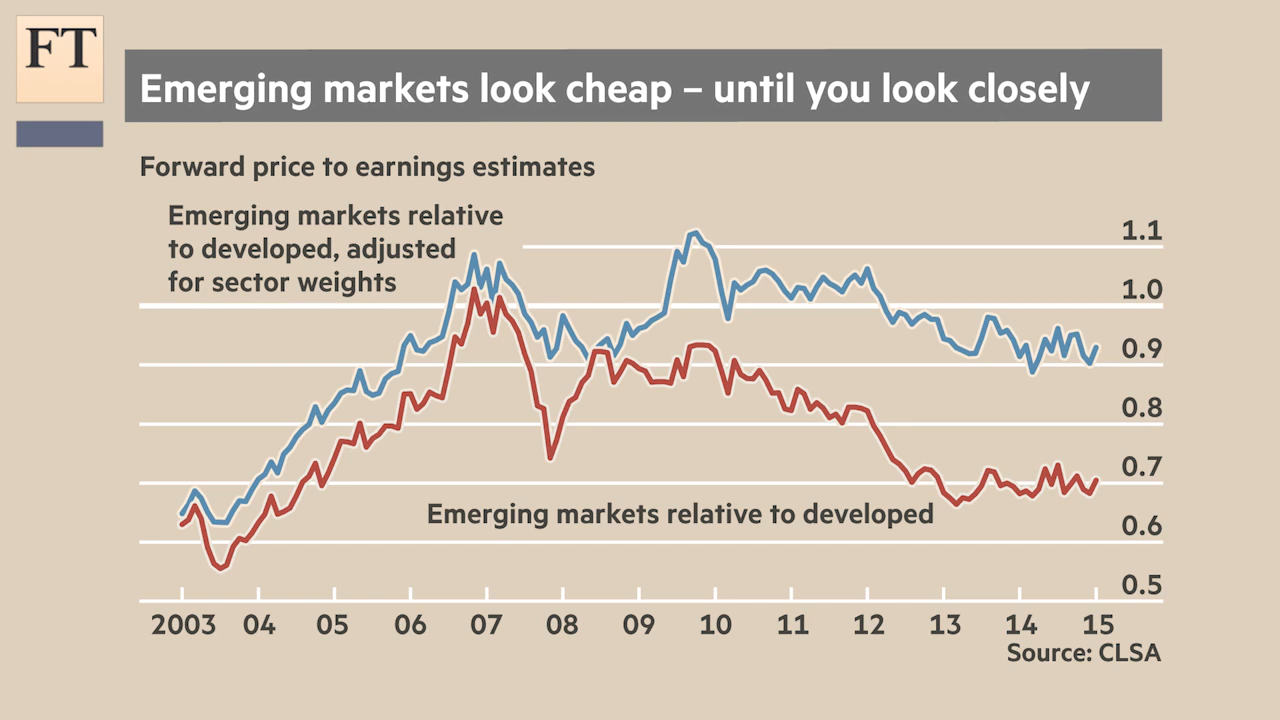 FT
Emerging markets look cheap – until you look closely
Forward price to earnings estimates
Emerging markets relative
to developed, adjusted
for sector weights
1.1
1.0
0.9
0.8
0.7
Emerging markets relative to developed
0.6
0.5
2003 04 05 06 07 08 09 10 11 12 13 14 15
Source: CLSA